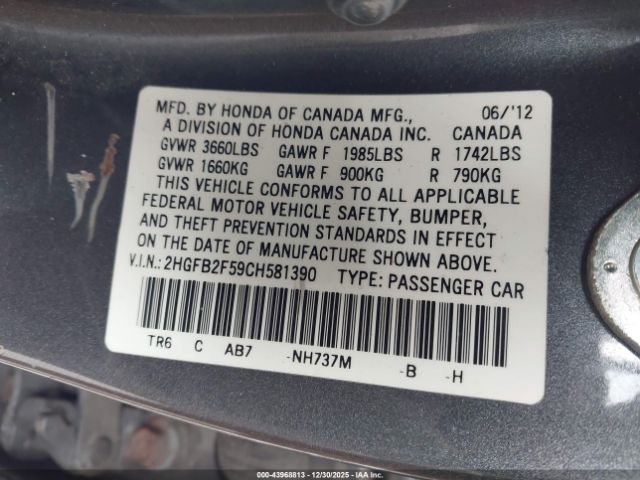 MFD. BY HONDA OF CANADA MFG., 06/'12
A DIVISION OF HONDA CANADA INC. CANADA
GVWR 3660LBS GAWR F 1985LBS R 1742LBS
GVWR 1660KG GAWR F 900KG R 790KG
THIS VEHICLE CONFORMS TO ALL APPLICABLE
FEDERAL MOTOR VEHICLE SAFETY, BUMPER,
AND THEFT PREVENTION STANDARDS IN EFFECT
ON THE DATE OF MANUFACTURE SHOWN ABOVE.
V.I.N.: 2HGFB2F59CH581390 TYPE: PASSENGER CAR
TR6 C AB7 -NH737M -B -H
000-43968813 | 12/30/2025 | IAAI.COM